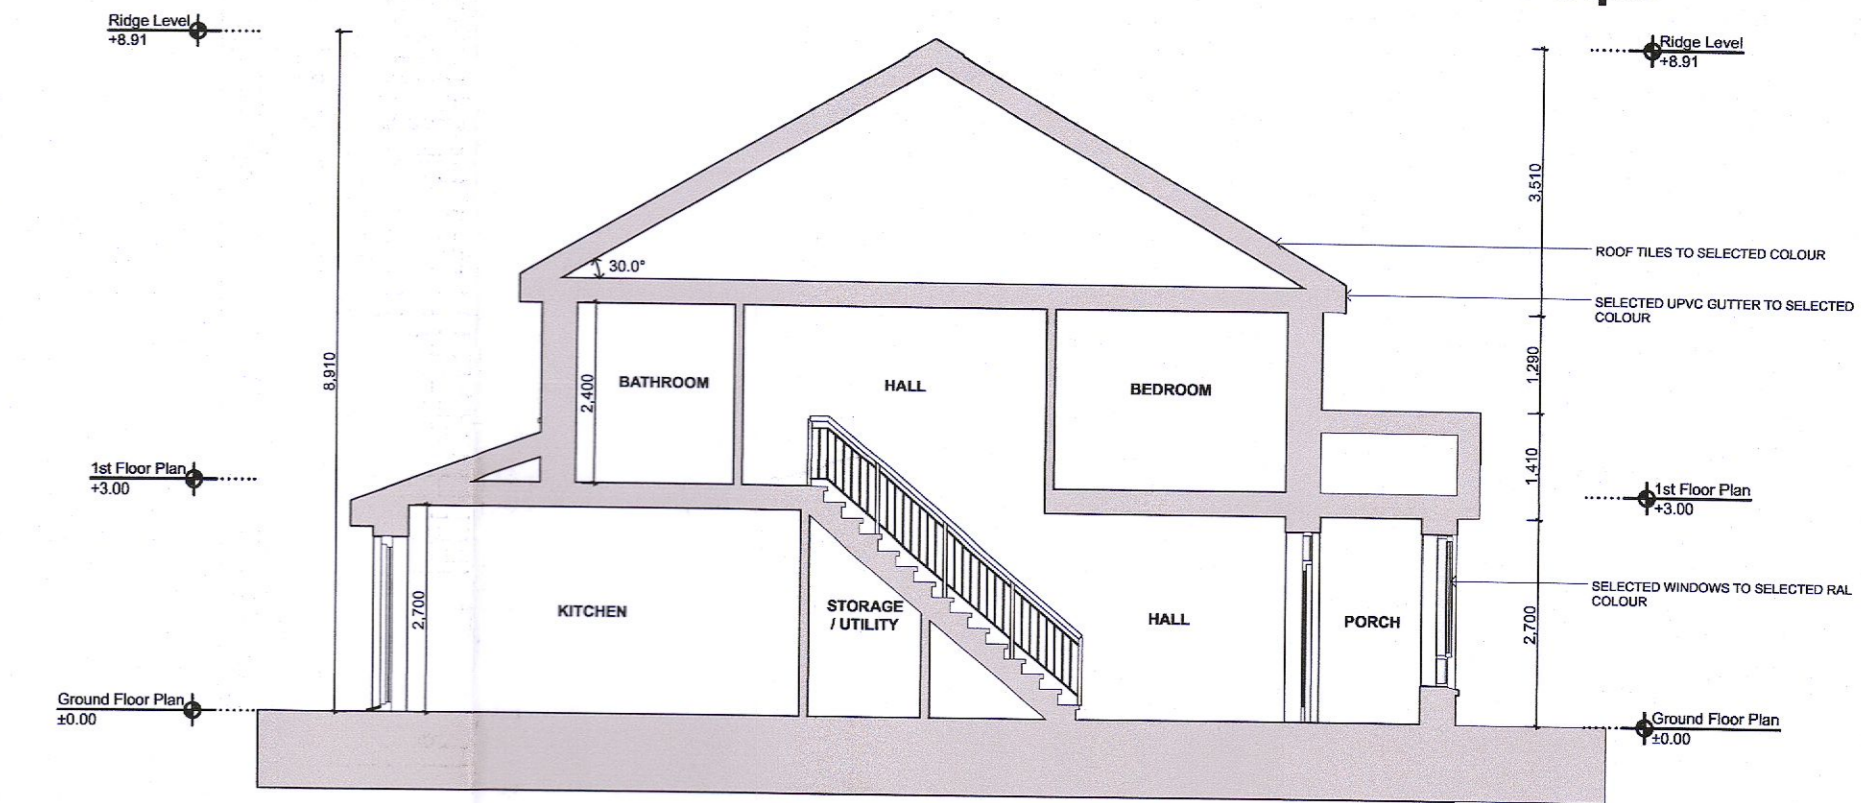 Ridge Level
+8.91
Ridge Level
+8.91
3,510
ROOF TILES TO SELECTED COLOUR
30.0°
SELECTED UPVC GUTTER TO SELECTED
COLOUR
8,910
2,400
BATHROOM
HALL
BEDROOM
1,290
1st Floor Plan
+3.00
1,410
1st Floor Plan
+3.00
2,700
KITCHEN
STORAGE
/ UTILITY
HALL
PORCH
2,700
SELECTED WINDOWS TO SELECTED RAL
COLOUR
Ground Floor Plan
±0.00
Ground Floor Plan
±0.00